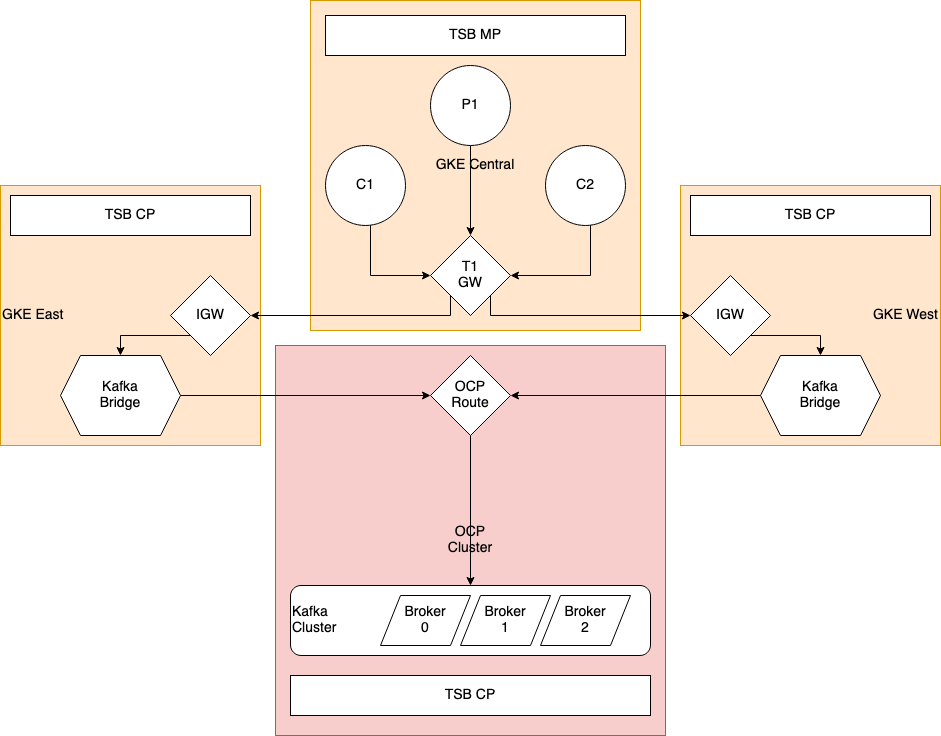 TSB MP
P1
GKE Central
C1
C2
TSB CP
TSB CP
T1
GW
GKE East
IGW
IGW
GKE West
Kafka
Bridge
OCP
Route
Kafka
Bridge
OCP
Cluster
Kafka
Cluster
Broker
0
Broker
1
Broker
2
TSB CP